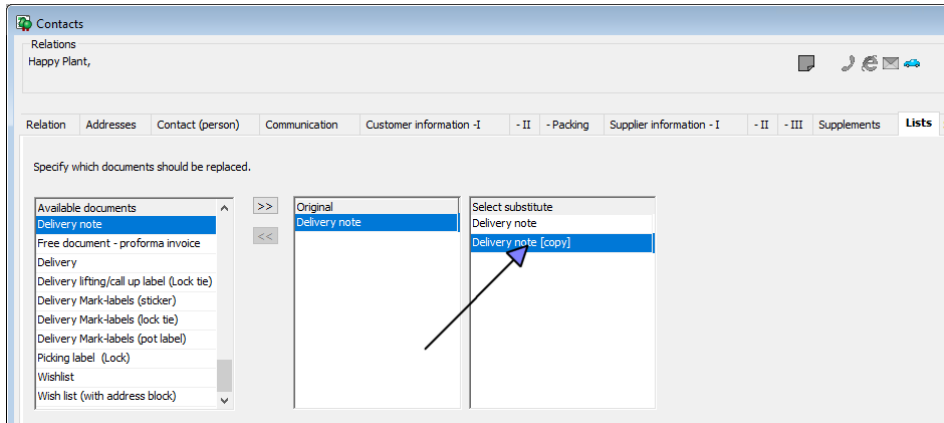 Contacts
Relations
Happy Plant,
Relation Addresses Contact (person) Communication Customer information -I - II - Packing Supplier information - I - II - III Supplements Lists
Specify which documents should be replaced.
Available documents
Delivery note
Free document - proforma invoice
Delivery
Delivery lifting/call up label (Lock tie)
Delivery Mark-labels (sticker)
Delivery Mark-labels (lock tie)
Delivery Mark-labels (pot label)
Picking label (Lock)
Wishlist
Wish list (with address block)
>>
<<
Original
Delivery note
Select substitute
Delivery note
Delivery note [copy]